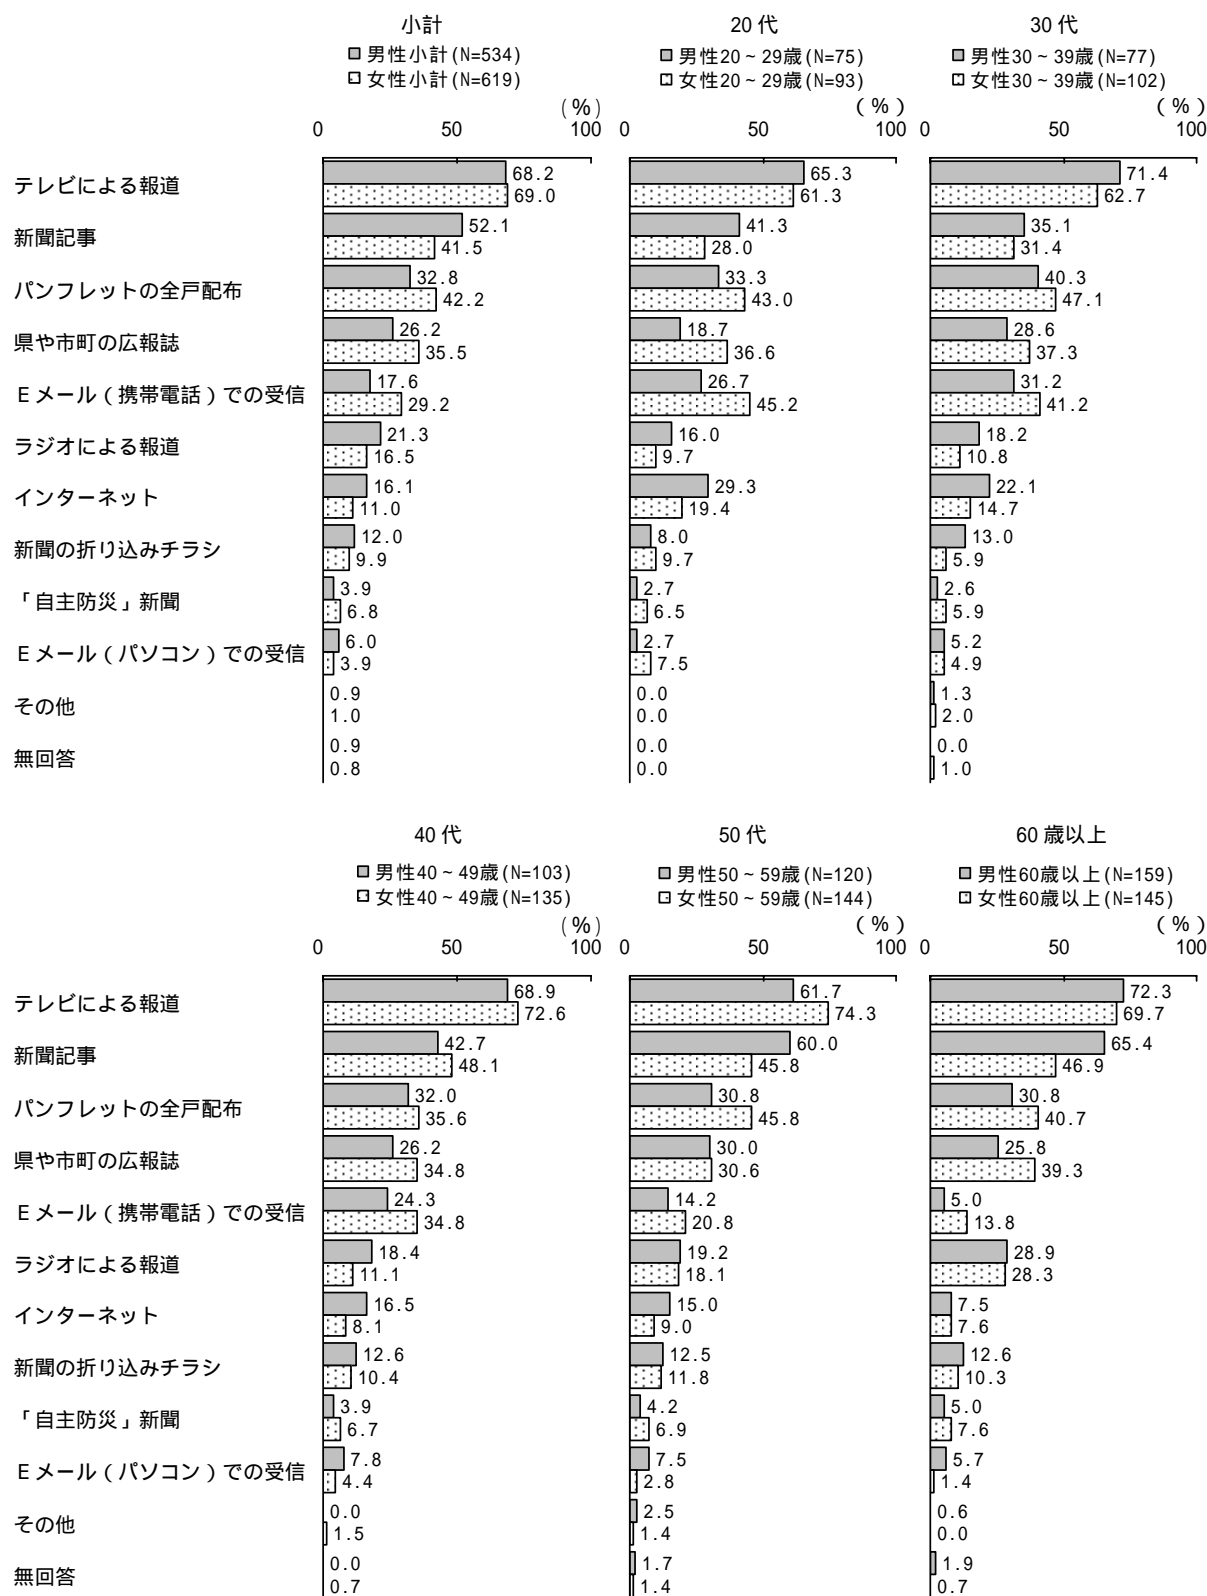 小計
20代
30代
男性小計(N=534)
女性小計(N=619)
男性20~29歳(N=75)
女性20~29歳(N=93)
男性30~39歳(N=77)
女性30~39歳(N=102)
(%) (%) (%)
0 50 100 0 50 100 0 50 100
テレビによる報道 68.2 65.3 71.4
69.0 61.3 62.7
新聞記事 52.1 41.3 35.1
41.5 28.0 31.4
パンフレットの全戸配布 32.8 33.3 40.3
42.2 43.0 47.1
県や市町の広報誌 26.2 18.7 28.6
35.5 36.6 37.3
Eメール(携帯電話)での受信 17.6 26.7 31.2
29.2 45.2 41.2
ラジオによる報道 21.3 16.0 18.2
16.5 9.7 10.8
インターネット 16.1 29.3 22.1
11.0 19.4 14.7
新聞の折り込みチラシ 12.0 8.0 13.0
9.9 9.7 5.9
「自主防災」新聞 3.9 2.7 2.6
6.8 6.5 5.9
Eメール(パソコン)での受信 6.0 2.7 5.2
3.9 7.5 4.9
その他 0.9 0.0 1.3
1.0 0.0 2.0
無回答 0.9 0.0 0.0
0.8 0.0 1.0
40代
50代
60歳以上
男性40~49歳(N=103)
女性40~49歳(N=135)
男性50~59歳(N=120)
女性50~59歳(N=144)
男性60歳以上(N=159)
女性60歳以上(N=145)
(%) (%) (%)
0 50 100 0 50 100 0 50 100
テレビによる報道 68.9 61.7 72.3
72.6 74.3 69.7
新聞記事 42.7 60.0 65.4
48.1 45.8 46.9
パンフレットの全戸配布 32.0 30.8 30.8
35.6 45.8 40.7
県や市町の広報誌 26.2 30.0 25.8
34.8 30.6 39.3
Eメール(携帯電話)での受信 24.3 14.2 5.0
34.8 20.8 13.8
ラジオによる報道 18.4 19.2 28.9
11.1 18.1 28.3
インターネット 16.5 15.0 7.5
8.1 9.0 7.6
新聞の折り込みチラシ 12.6 12.5 12.6
10.4 11.8 10.3
「自主防災」新聞 3.9 4.2 5.0
6.7 6.9 7.6
Eメール(パソコン)での受信 7.8 7.5 5.7
4.4 2.8 1.4
その他 0.0 2.5 0.6
1.5 1.4 0.0
無回答 0.0 1.7 1.9
0.7 1.4 0.7